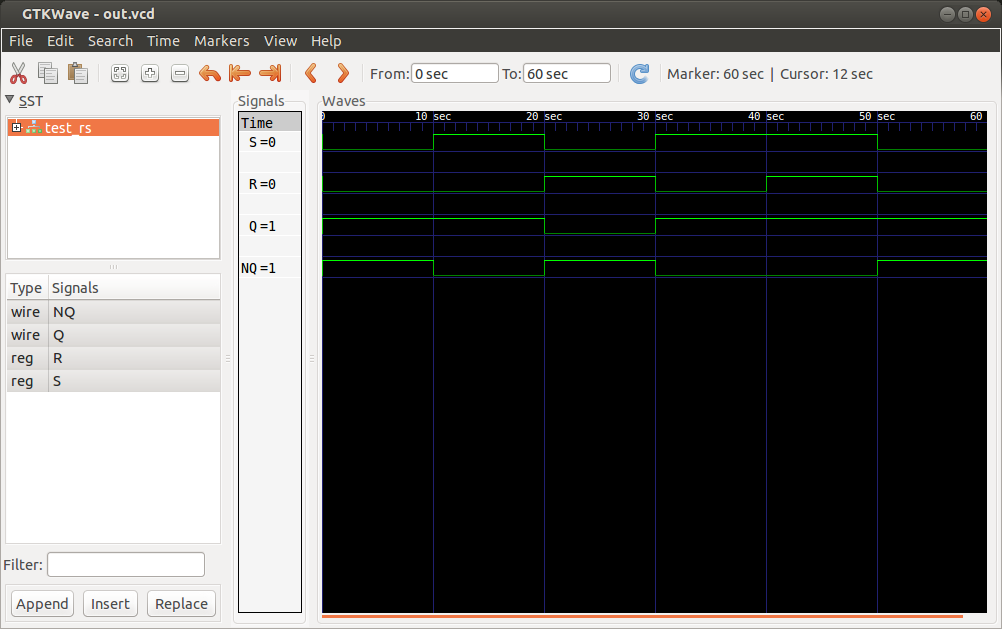 GTKWave - out.vcd
File Edit Search Time Markers View Help
From: 0 sec To: 60 sec Marker: 60 sec | Cursor: 12 sec
SST
test_rs
Type Signals
wire NQ
wire Q
reg R
reg S
Filter:
Append Insert Replace
Signals
Time
S =0
R =0
Q =1
NQ =1
Waves
0 10 sec 20 sec 30 sec 40 sec 50 sec 60